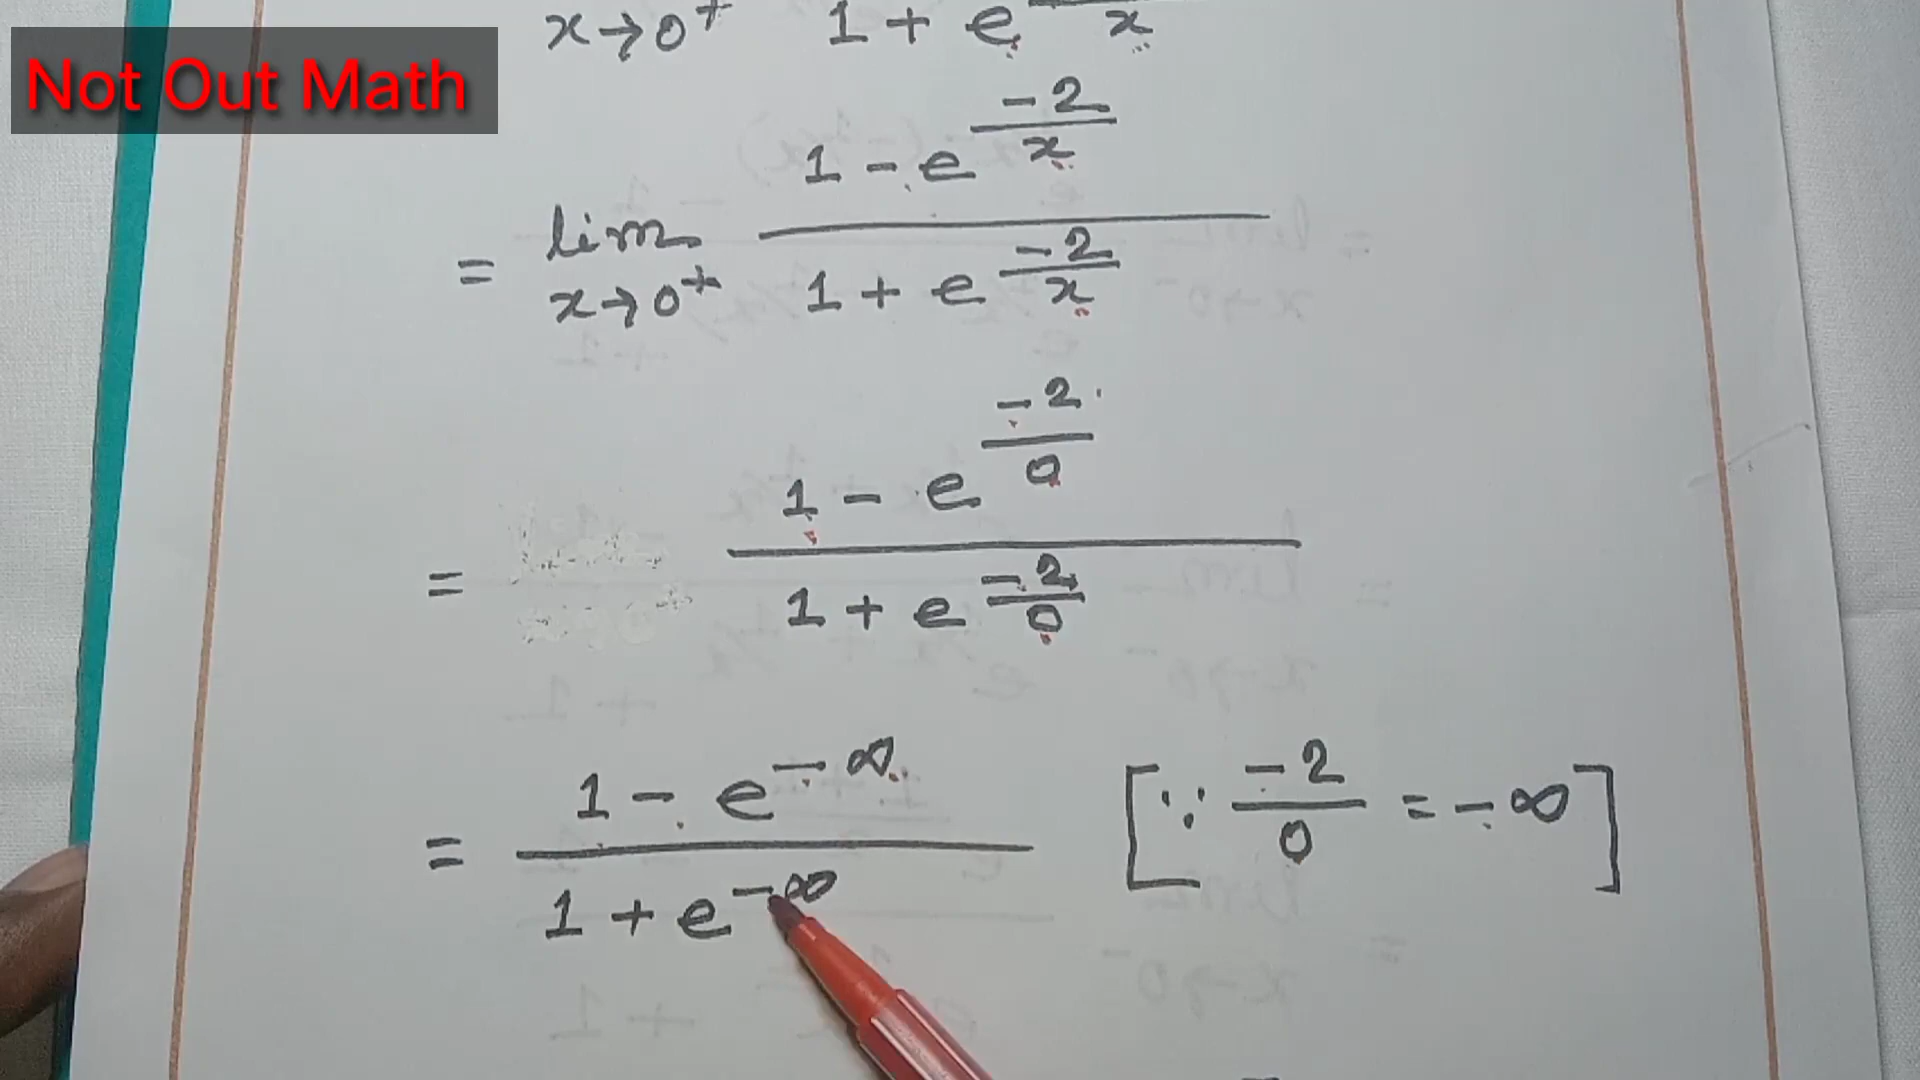 x→0⁺ 1 + e x
Not Out Math
1 - e^(-2/x)
= lim x→0⁺ ―――
1 + e^(-2/x)
1 - e^(-2/0)
= ―――
1 + e^(-2/0)
1 - e^(-∞)
= ――― [∵ -2/0 = -∞]
1 + e^(-∞)